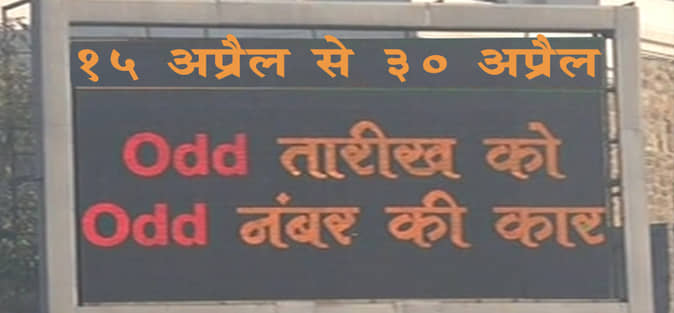 १५ अप्रैल से ३० अप्रैल
Odd तारीख को
Odd नंबर की कार